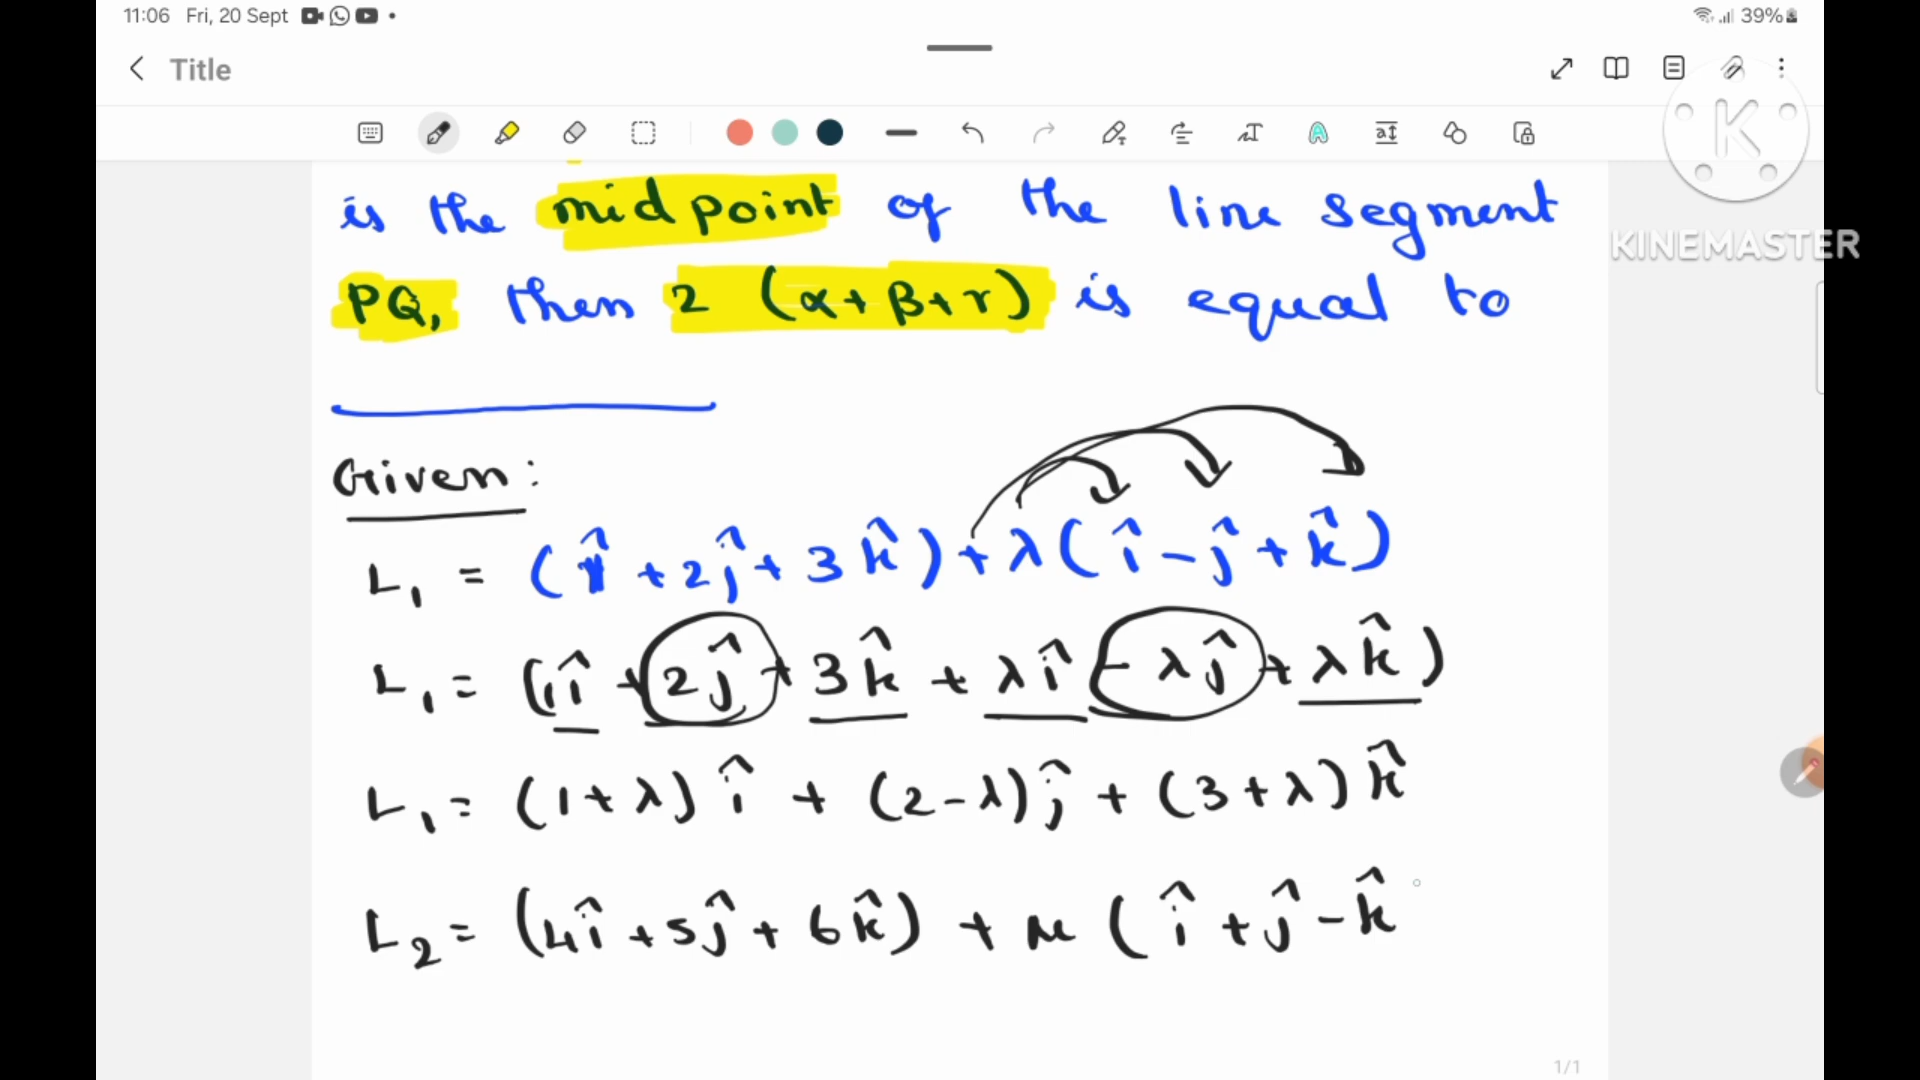 11:06 Fri, 20 Sept
39%
Title
K
KINEMASTER
is the midpoint of the line segment
PQ, then 2 (α+β+r) is equal to
Given:
L₁ = (î + 2ĵ + 3k̂) + λ(î - ĵ + k̂)
L₁ = (1î + 2ĵ + 3k̂ + λî - λĵ + λk̂)
L₁ = (1+λ) î + (2-λ)ĵ + (3+λ) k̂
L₂ = (4î + 5ĵ + 6k̂) + μ (î + ĵ - k̂
1/1